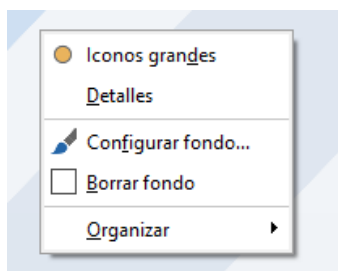 Iconos grandes
Detalles
Configurar fondo...
Borrar fondo
Organizar